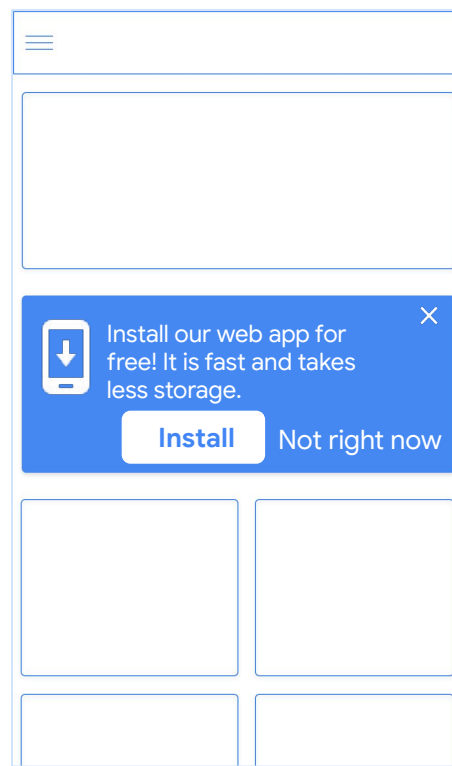 Install our web app for
free! It is fast and takes
less storage.
Install
Not right now